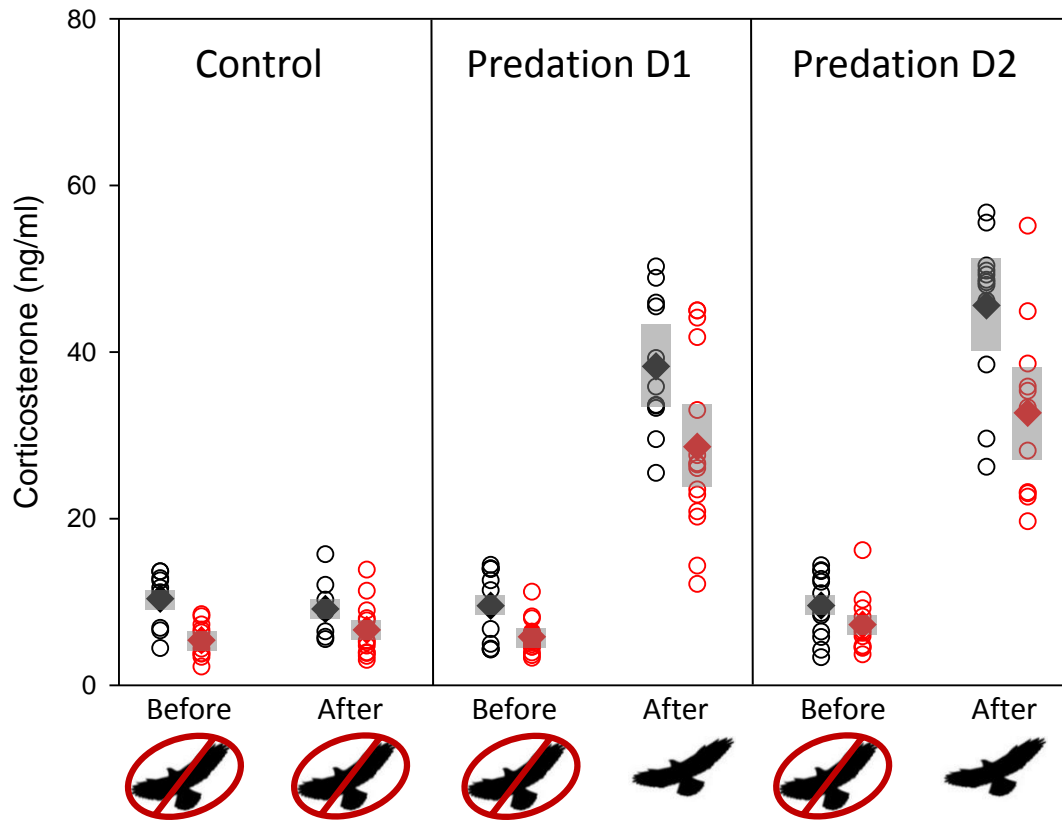 80
Control
Predation D1
Predation D2
60
Corticosterone (ng/ml)
40
20
0
Before
After
Before
After
Before
After